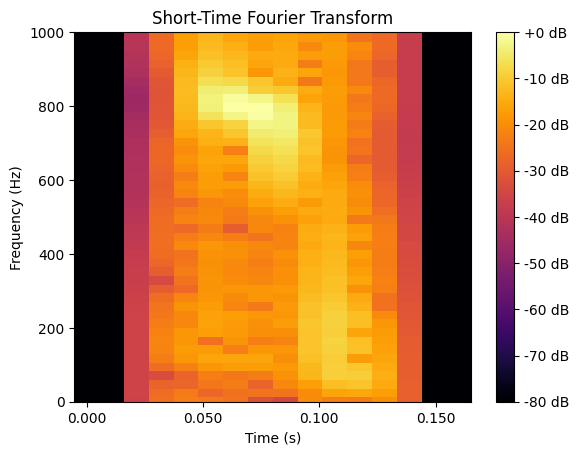 Short-Time Fourier Transform
Frequency (Hz)
1000
800
600
400
200
0
0.000
0.050
0.100
0.150
Time (s)
+0 dB
-10 dB
-20 dB
-30 dB
-40 dB
-50 dB
-60 dB
-70 dB
-80 dB